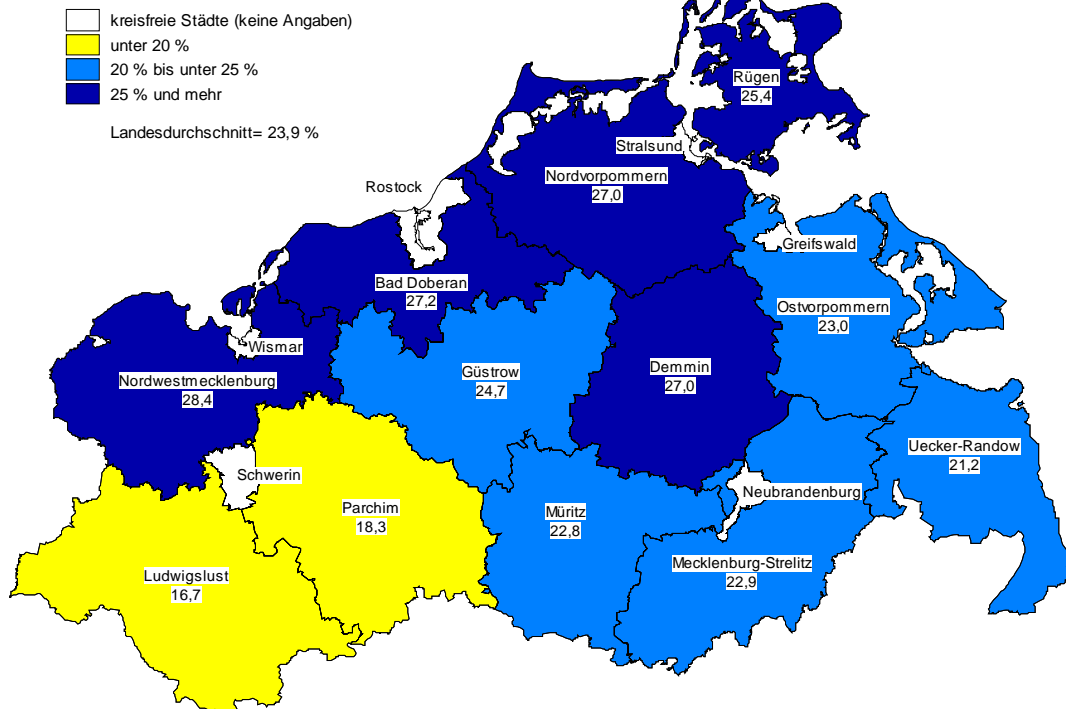 kreisfreie Städte (keine Angaben)
unter 20 %
20 % bis unter 25 %
25 % und mehr
Landesdurchschnitt= 23,9 %
Rügen
25,4
Stralsund
Nordvorpommern
27,0
Rostock
Greifswald
Bad Doberan
27,2
Ostvorpommern
23,0
Wismar
Nordwestmecklenburg
28,4
Güstrow
24,7
Demmin
27,0
Uecker-Randow
21,2
Schwerin
Neubrandenburg
Parchim
18,3
Müritz
22,8
Mecklenburg-Strelitz
22,9
Ludwigslust
16,7